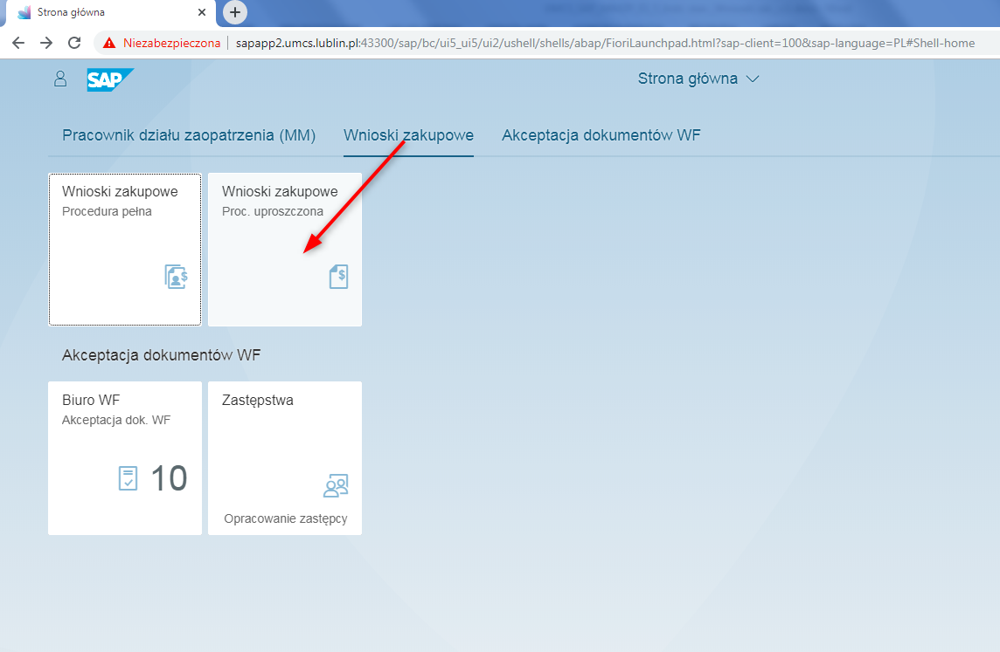 Strona główna
Niezabezpieczona
sapapp2.umcs.lublin.pl:43300/sap/bc/ui5_ui5/ui2/ushell/shells/abap/FioriLaunchpad.html?sap-client=100&sap-language=PL#Shell-home
SAP
Strona główna
Pracownik działu zaopatrzenia (MM)
Wnioski zakupowe
Akceptacja dokumentów WF
Wnioski zakupowe
Procedura pełna
Wnioski zakupowe
Proc. uproszczona
Akceptacja dokumentów WF
Biuro WF
Akceptacja dok. WF
10
Zastępstwa
Opracowanie zastępcy